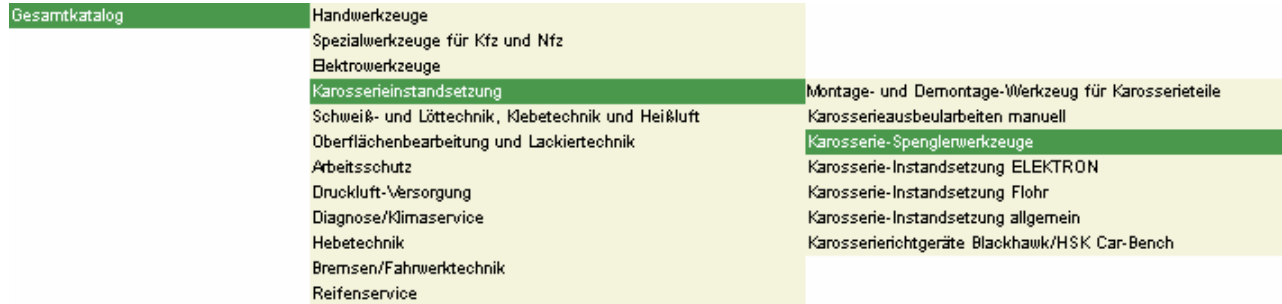 Gesamtkatalog
Handwerkzeuge
Spezialwerkzeuge für Kfz und Nfz
Elektrowerkzeuge
Karosserieinstandsetzung
Schweiß- und Löttechnik, Klebetechnik und Heißluft
Oberflächenbearbeitung und Lackiertechnik
Arbeitsschutz
Druckluft-Versorgung
Diagnose/Klimaservice
Hebetechnik
Bremsen/Fahrwerktechnik
Reifenservice
Montage- und Demontage-Werkzeug für Karosserieteile
Karosserieausbeularbeiten manuell
Karosserie-Spenglerwerkzeuge
Karosserie-Instandsetzung ELEKTRON
Karosserie-Instandsetzung Flohr
Karosserie-Instandsetzung allgemein
Karosserierichtgeräte Blackhawk/HSK Car-Bench